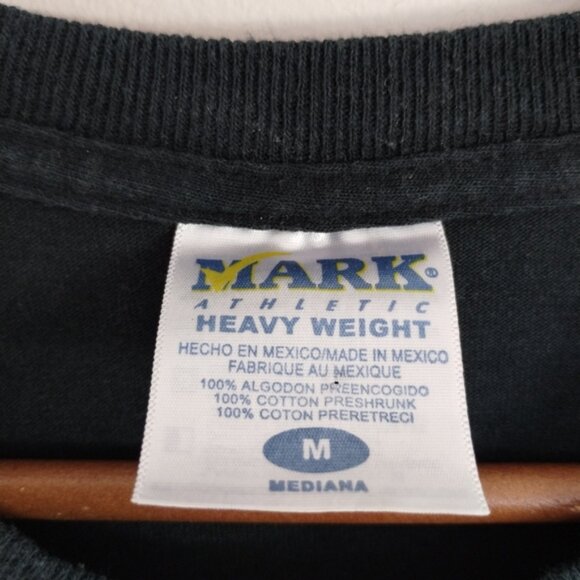 MARK®
ATHLETIC
HEAVY WEIGHT
HECHO EN MEXICO/MADE IN MEXICO
FABRIQUE AU MEXIQUE
100% ALGODON PREENCOGIDO
100% COTTON PRESHRUNK
100% COTON PRERETRECI
M
MEDIANA